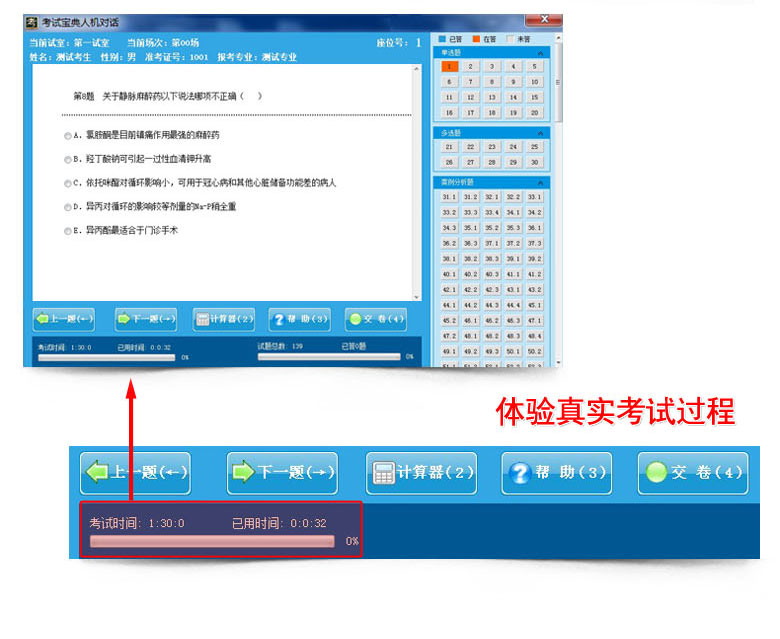 考试宝典人机对话
当前试室: 第一试室 当前场次: 第00场 座位号: 1
姓名: 测试考生 性别: 男 准考证号: 1001 报考专业: 测试专业
第8题 关于静脉麻醉药以下说法哪项不正确（ ）
A. 氯胺酮是目前镇痛作用最强的麻醉药
B. 羟丁酸钠可引起一过性血清钾升高
C. 依托咪酯对循环影响小，可用于冠心病和其他心脏储备功能差的病人
D. 异丙对循环的影响较等剂量的Na-P稍全重
E. 异丙酚最适合于门诊手术
上一题(←) 下一题(→) 计算器(2) 帮 助(3) 交 卷(4)
考试时间: 1:30:0 已用时间: 0:0:32 试题总数: 139 已答0题
0% 0%
已答 在答 未答
单选题
1 2 3 4 5
6 7 8 9 10
11 12 13 14 15
16 17 18 19 20
多选题
21 22 23 24 25
26 27 28 29 30
案例分析题
31.1 31.2 32.1 32.2 33.1
33.2 33.3 33.4 34.1 34.2
34.3 35.1 35.2 35.3 36.1
36.2 36.3 37.1 37.2 37.3
38.1 38.2 38.3 39.1 39.2
40.1 40.2 40.3 41.1 41.2
42.1 42.2 42.3 43.1 43.2
44.1 44.2 44.3 44.4 45.1
45.2 46.1 46.2 46.3 47.1
47.2 48.1 48.2 48.3 48.4
49.1 49.2 49.3 50.1 50.2
体验真实考试过程
上一题(←) 下一题(→) 计算器(2) 帮 助(3) 交 卷(4)
考试时间: 1:30:0 已用时间: 0:0:32
0%